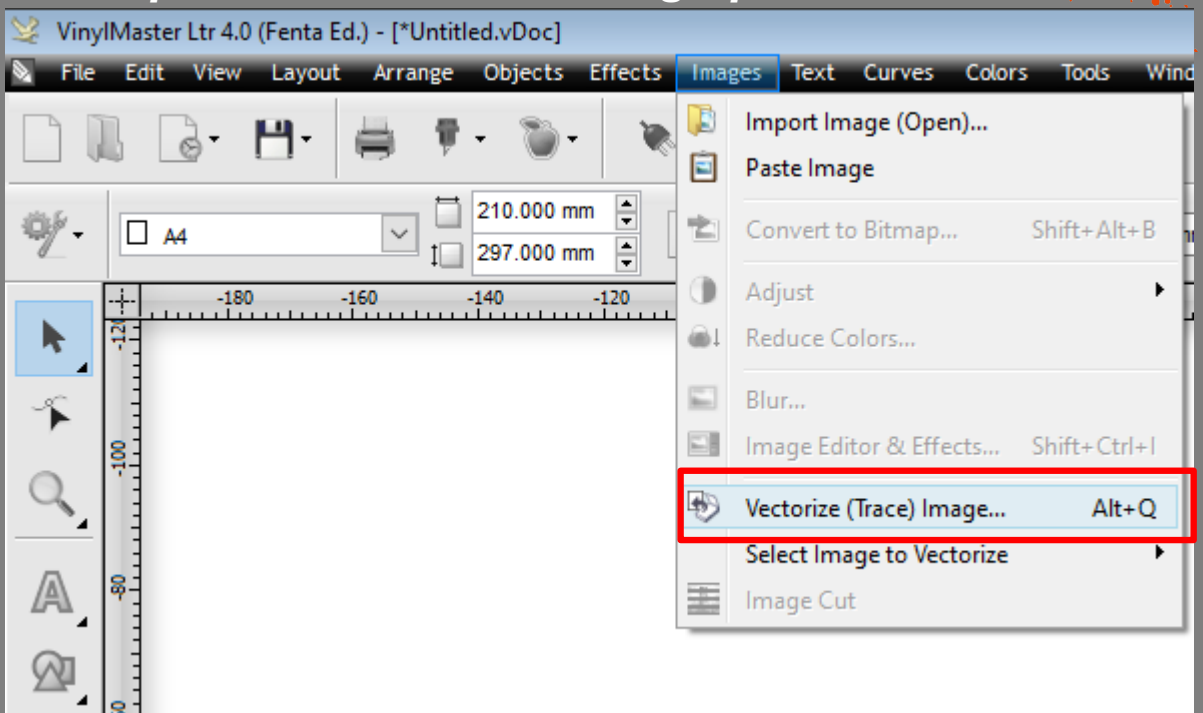 VinylMaster Ltr 4.0 (Fenta Ed.) - [*Untitled.vDoc]
File Edit View Layout Arrange Objects Effects Images Text Curves Colors Tools Wind
A4
210.000 mm
297.000 mm
-180 -160 -140 -120
-100
-80
Import Image (Open)...
Paste Image
Convert to Bitmap... Shift+Alt+B
Adjust
Reduce Colors...
Blur...
Image Editor & Effects... Shift+Ctrl+I
Vectorize (Trace) Image... Alt+Q
Select Image to Vectorize
Image Cut